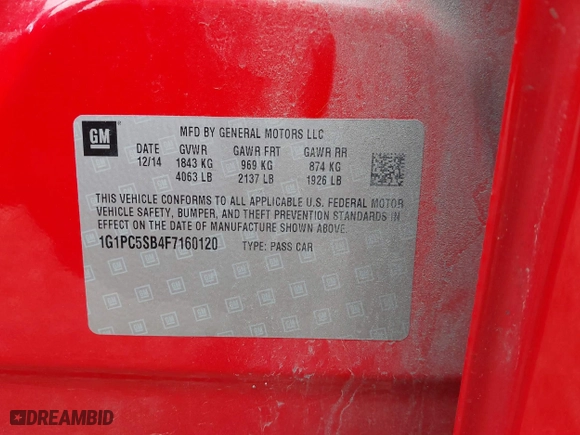 GM
MFD BY GENERAL MOTORS LLC
DATE GVWR GAWR FRT GAWR RR
12/14 1843 KG 969 KG 874 KG
4063 LB 2137 LB 1926 LB
THIS VEHICLE CONFORMS TO ALL APPLICABLE U.S. FEDERAL MOTOR
VEHICLE SAFETY, BUMPER, AND THEFT PREVENTION STANDARDS IN
EFFECT ON THE DATE OF MANUFACTURE SHOWN ABOVE.
1G1PC5SB4F7160120 TYPE: PASS CAR
DREAMBID